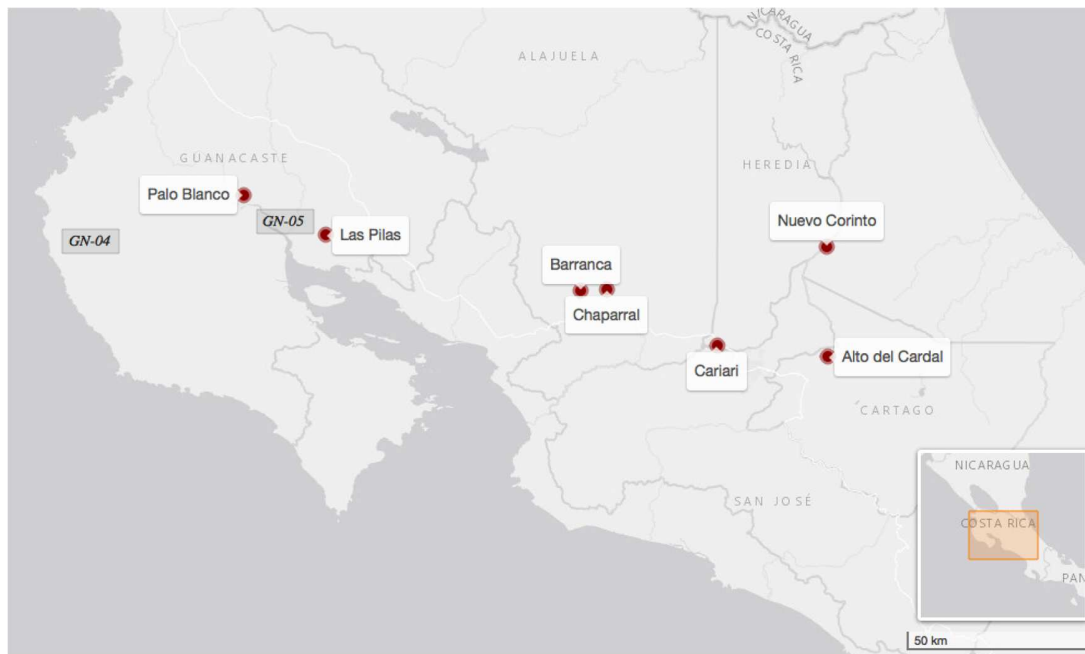 NICARAGUA
COSTA RICA
ALAJUELA
GUANACASTE
HEREDIA
Palo Blanco
GN-05
Nuevo Corinto
GN-04
Las Pilas
Barranca
Chaparral
Cariari
Alto del Cardal
CARTAGO
SAN JOSÉ
NICARAGUA
COSTA RICA
PAN
50 km